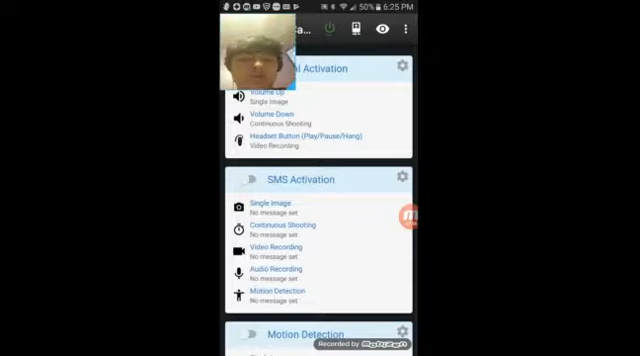 50% 6:25 PM
Ca...
l Activation
Volume Up
Single Image
Volume Down
Continuous Shooting
Headset Button (Play/Pause/Hang)
Video Recording
SMS Activation
Single Image
No message set
Continuous Shooting
No message set
Video Recording
No message set
Audio Recording
No message set
Motion Detection
No message set
Motion Detection
Recorded by